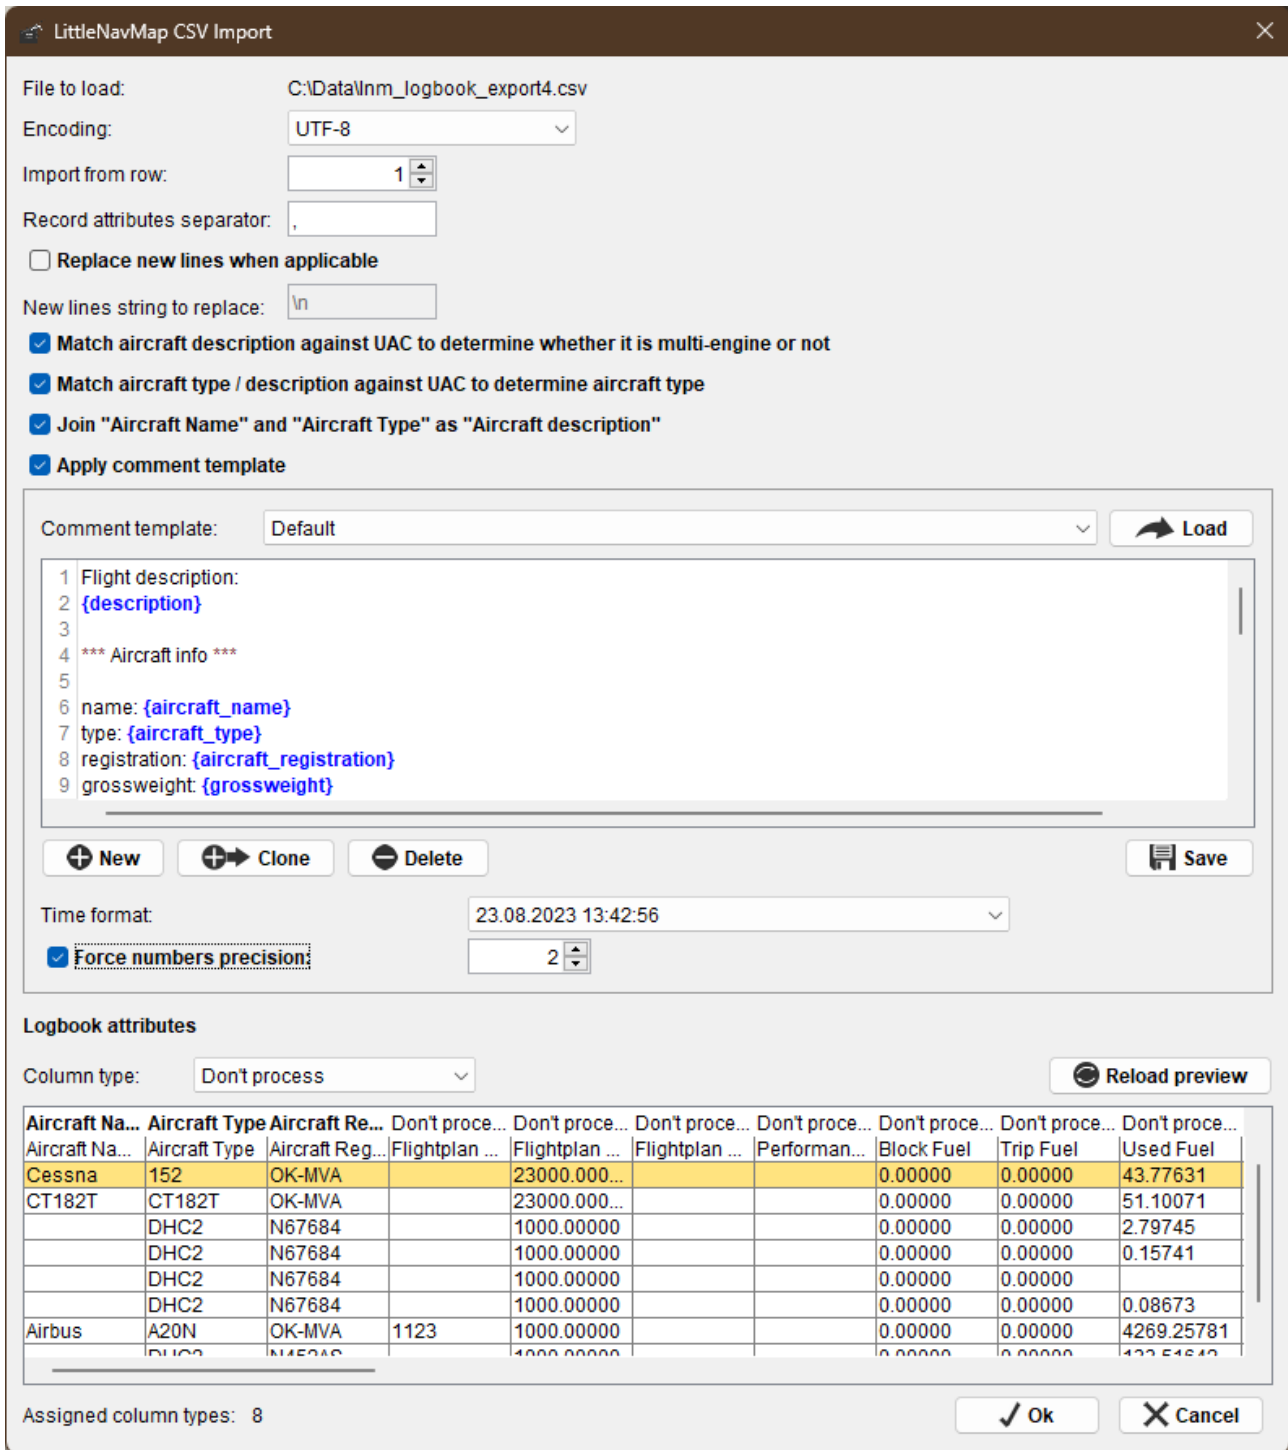 LittleNavMap CSV Import
File to load: C:\Data\lnm_logbook_export4.csv
Encoding: UTF-8
Import from row: 1
Record attributes separator: ,
Replace new lines when applicable
New lines string to replace: \n
Match aircraft description against UAC to determine whether it is multi-engine or not
Match aircraft type / description against UAC to determine aircraft type
Join "Aircraft Name" and "Aircraft Type" as "Aircraft description"
Apply comment template
Comment template: Default Load
1 Flight description:
2 {description}
3
4 *** Aircraft info ***
5
6 name: {aircraft_name}
7 type: {aircraft_type}
8 registration: {aircraft_registration}
9 grossweight: {grossweight}
New Clone Delete Save
Time format: 23.08.2023 13:42:56
Force numbers precision: 2
Logbook attributes
Column type: Don't process Reload preview
Aircraft Na... Aircraft Type Aircraft Re... Don't proce... Don't proce... Don't proce... Don't proce... Don't proce... Don't proce... Don't proce...
Aircraft Na... Aircraft Type Aircraft Reg... Flightplan ... Flightplan ... Flightplan ... Performan... Block Fuel Trip Fuel Used Fuel
Cessna 152 OK-MVA 23000.000... 0.00000 0.00000 43.77631
CT182T CT182T OK-MVA 23000.000... 0.00000 0.00000 51.10071
DHC2 N67684 1000.00000 0.00000 0.00000 2.79745
DHC2 N67684 1000.00000 0.00000 0.00000 0.15741
DHC2 N67684 1000.00000 0.00000 0.00000
DHC2 N67684 1000.00000 0.00000 0.00000 0.08673
Airbus A20N OK-MVA 1123 1000.00000 0.00000 0.00000 4269.25781
DHC2 N452AS 1000.00000 0.00000 0.00000 133.51642
Assigned column types: 8 Ok Cancel